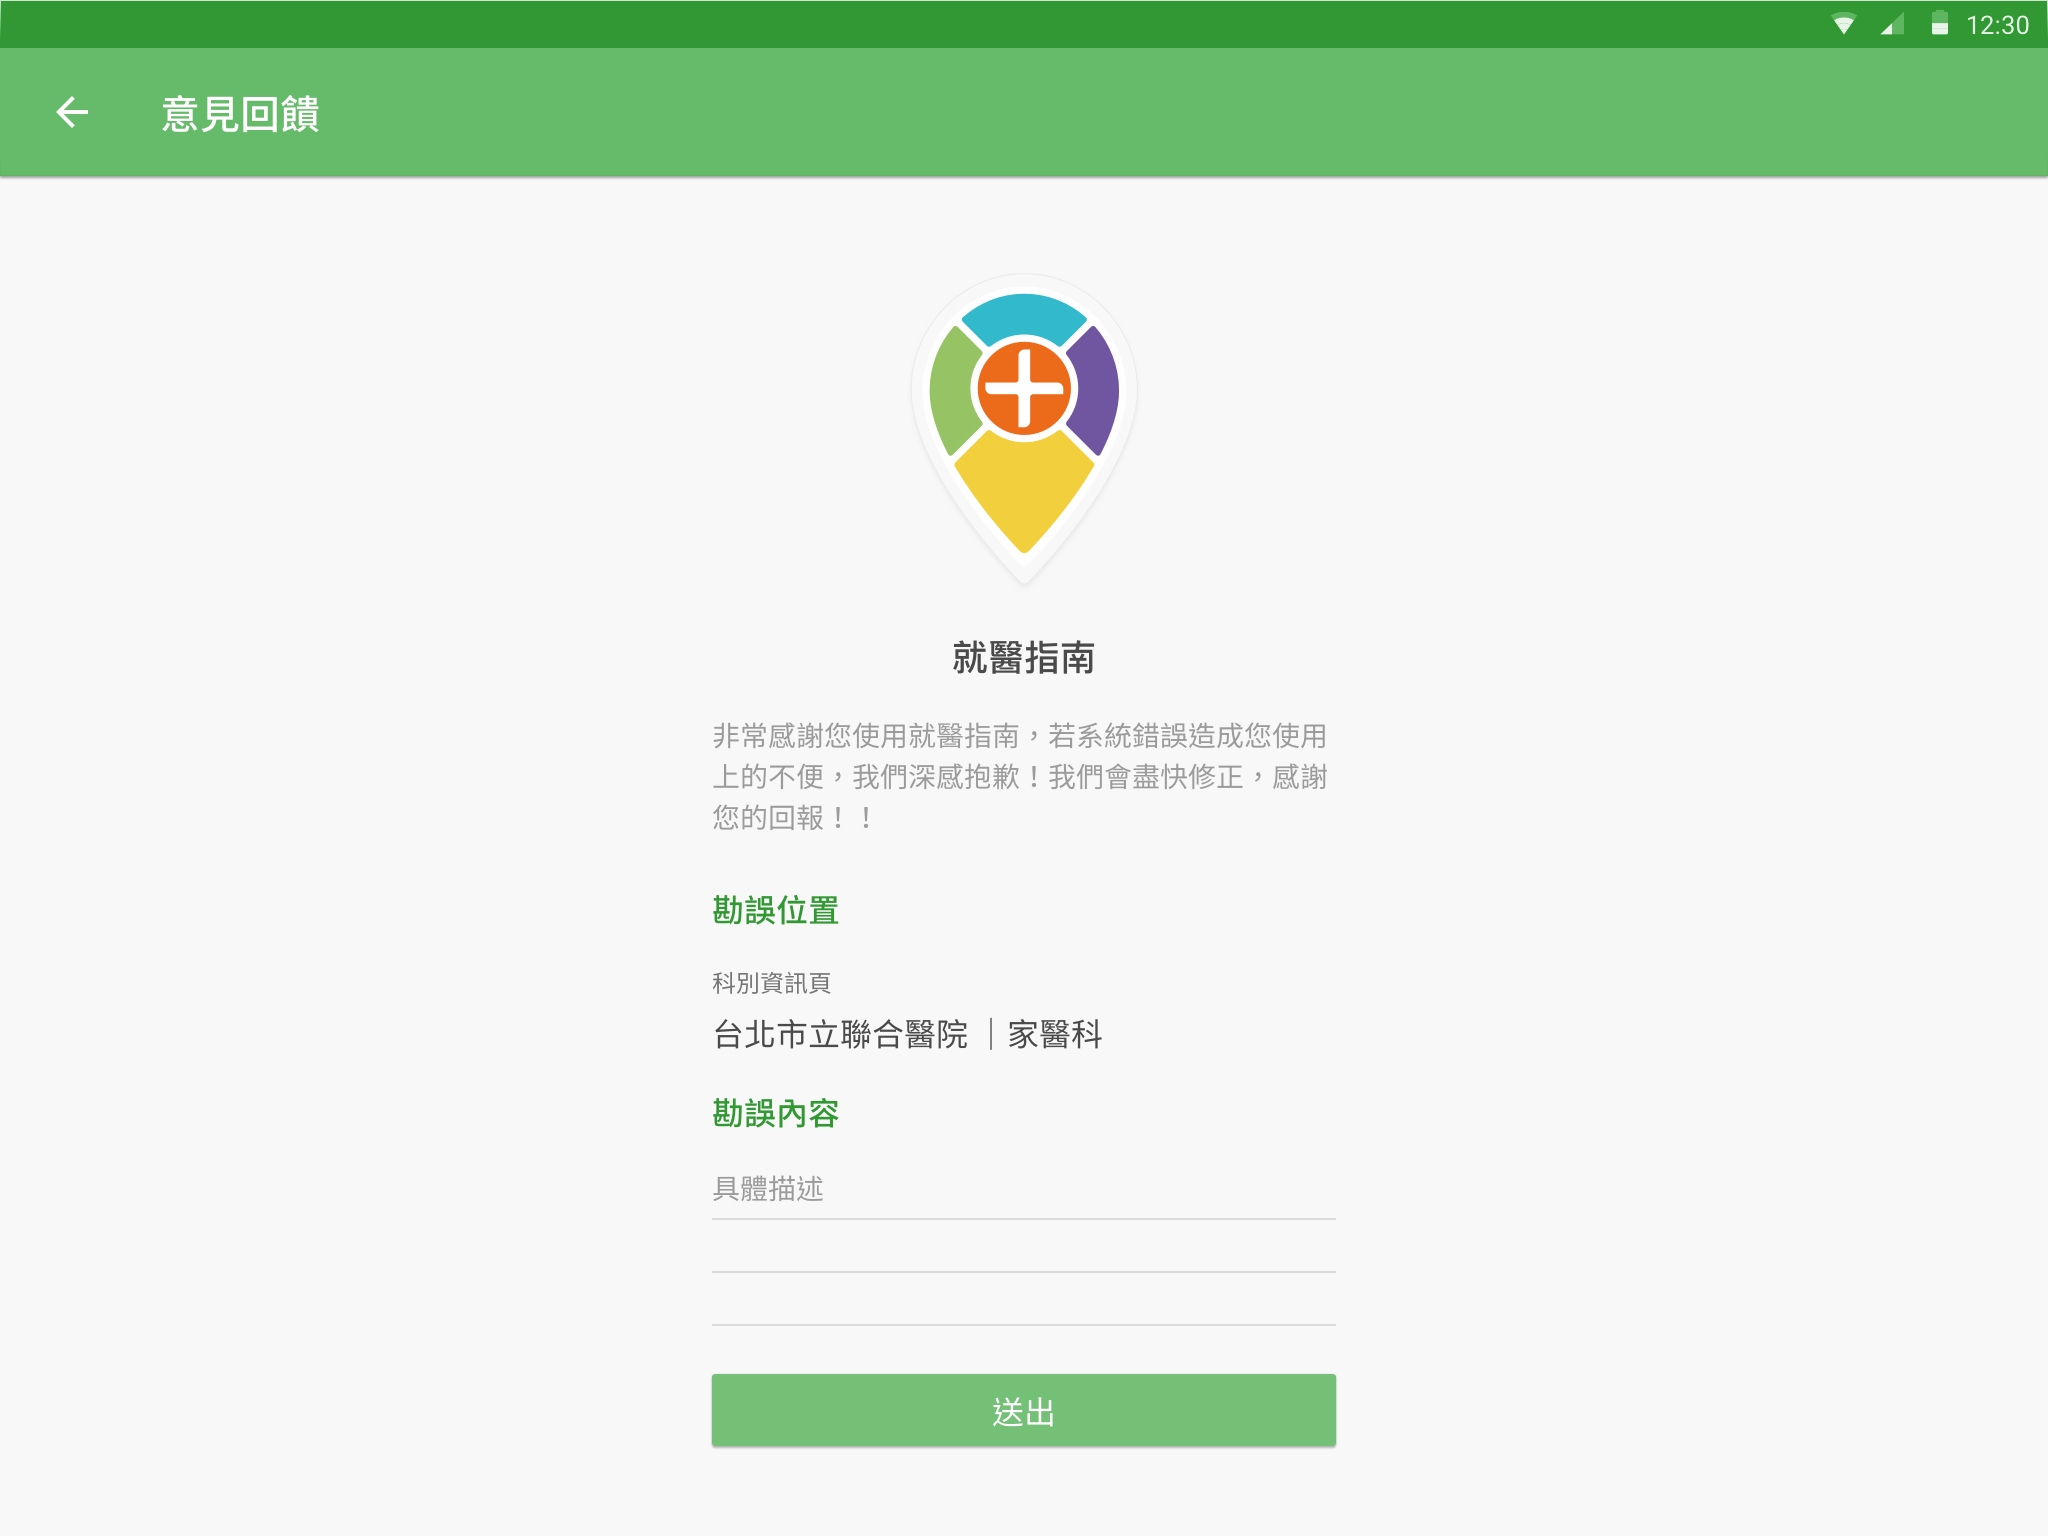 12:30
意見回饋
就醫指南
非常感謝您使用就醫指南，若系統錯誤造成您使用
上的不便，我們深感抱歉！我們會盡快修正，感謝
您的回報！！
勘誤位置
科別資訊頁
台北市立聯合醫院｜家醫科
勘誤內容
具體描述
送出